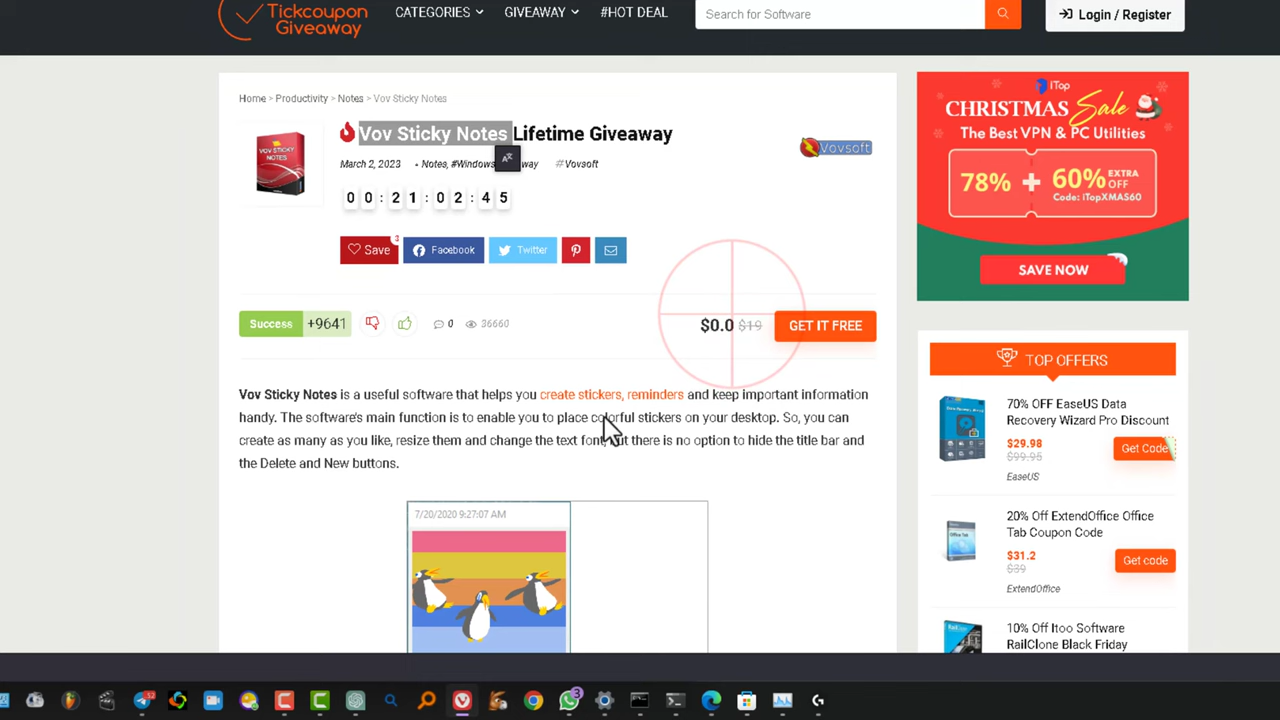 Tickcoupon
Giveaway
CATEGORIES
GIVEAWAY
#HOT DEAL
Search for Software
Login / Register
Home > Productivity > Notes > Vov Sticky Notes
VOV STICKY
NOTES
Vov Sticky Notes Lifetime Giveaway
March 2, 2023
Notes, #Windows way
#Vovsoft
Vovsoft
0 0 : 2 1 : 0 2 : 4 5
Save
3
Facebook
Twitter
Success
+9641
0
36660
$0.0 $19
GET IT FREE
Vov Sticky Notes is a useful software that helps you create stickers, reminders and keep important information
handy. The software's main function is to enable you to place colorful stickers on your desktop. So, you can
create as many as you like, resize them and change the text font, but there is no option to hide the title bar and
the Delete and New buttons.
7/20/2020 9:27:07 AM
iTop
CHRISTMAS Sale
The Best VPN & PC Utilities
78% + 60% EXTRA
OFF
Code: iTopXMAS60
SAVE NOW
TOP OFFERS
70% OFF EaseUS Data
Recovery Wizard Pro Discount
$29.98
$99.95
Get Code
EaseUS
20% Off ExtendOffice Office
Tab Coupon Code
$31.2
$39
Get code
ExtendOffice
10% Off Itoo Software
RailClone Black Friday
12
3